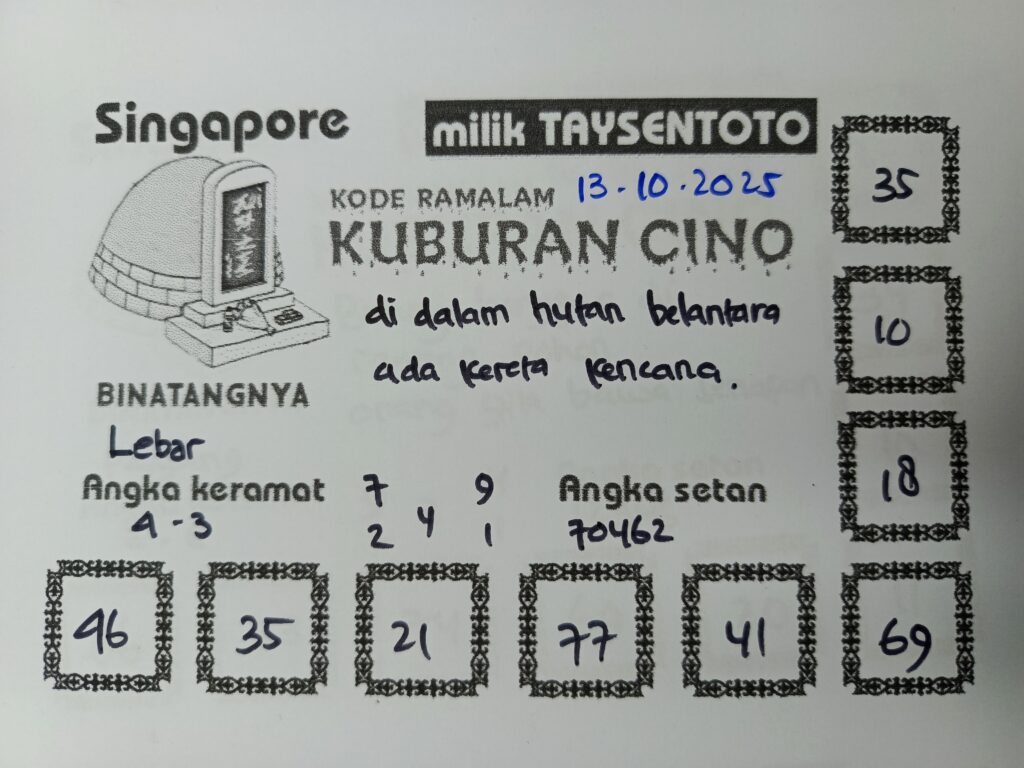 Singapore
milik TAYSENTOTO
KODE RAMALAM 13.10.2025
KUBURAN CINO
di dalam hutan belantara
ada kereta kencana.
BINATANGNYA
Lebar
Angka keramat
4-3
7 9
4
2 1
Angka setan
70462
35
10
18
46 35 21 77 41 69